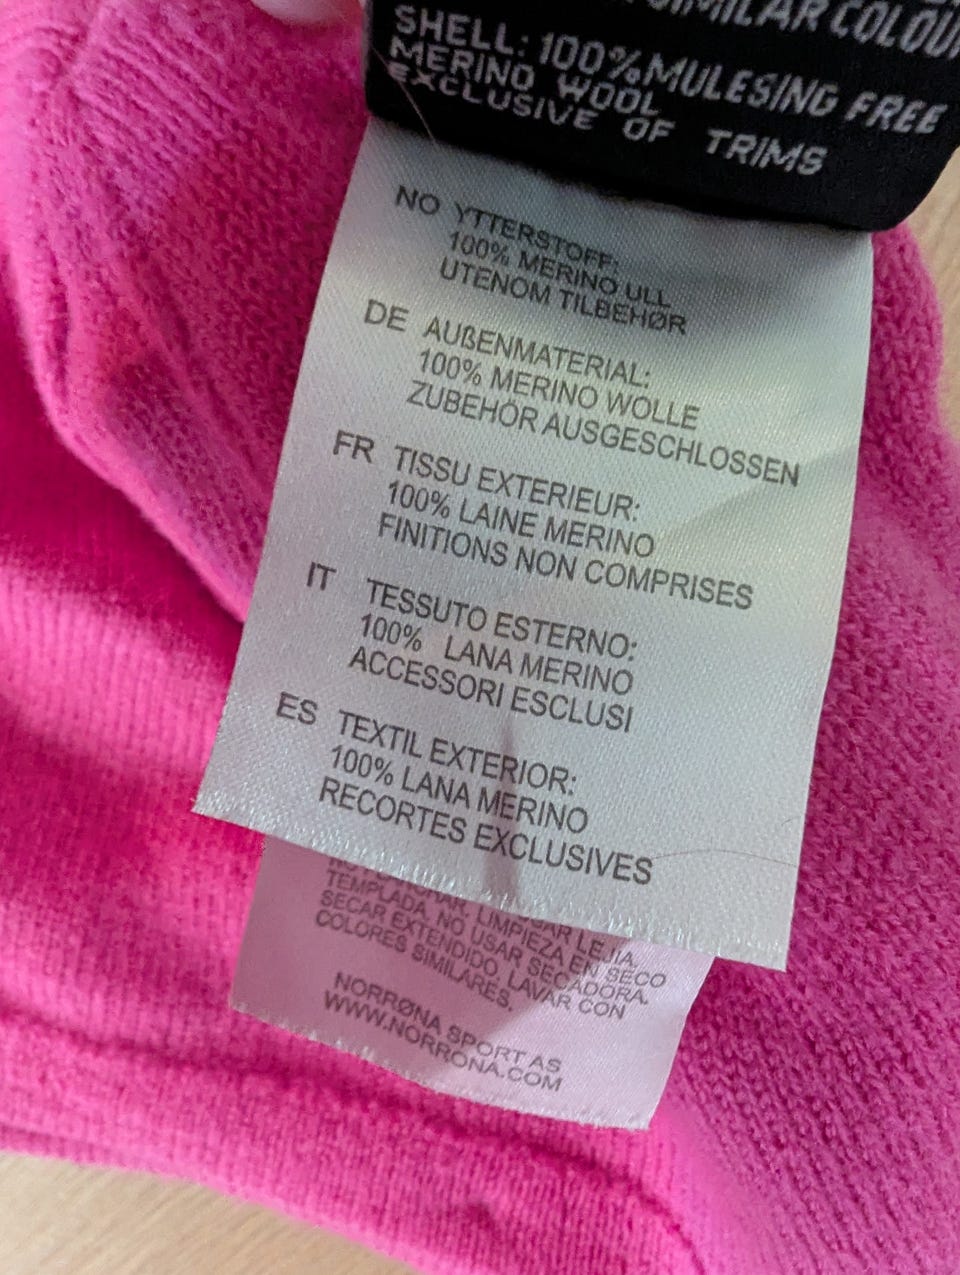 SIMILAR COLOU
SHELL: 100% MULESING FREE
MERINO WOOL
EXCLUSIVE OF TRIMS
NO YTTERSTOFF:
100% MERINO ULL
UTENOM TILBEHØR
DE AUßENMATERIAL:
100% MERINO WOLLE
ZUBEHÖR AUSGESCHLOSSEN
FR TISSU EXTERIEUR:
100% LAINE MERINO
FINITIONS NON COMPRISES
IT TESSUTO ESTERNO:
100% LANA MERINO
ACCESSORI ESCLUSI
ES TEXTIL EXTERIOR:
100% LANA MERINO
RECORTES EXCLUSIVES
LEJIA,
TEMPLADA, LIMPIEZA EN SECO
NO USAR SECADORA.
SECAR EXTENDIDO, LAVAR CON
COLORES SIMILARES.
NORRØNA SPORT AS
WWW.NORRONA.COM